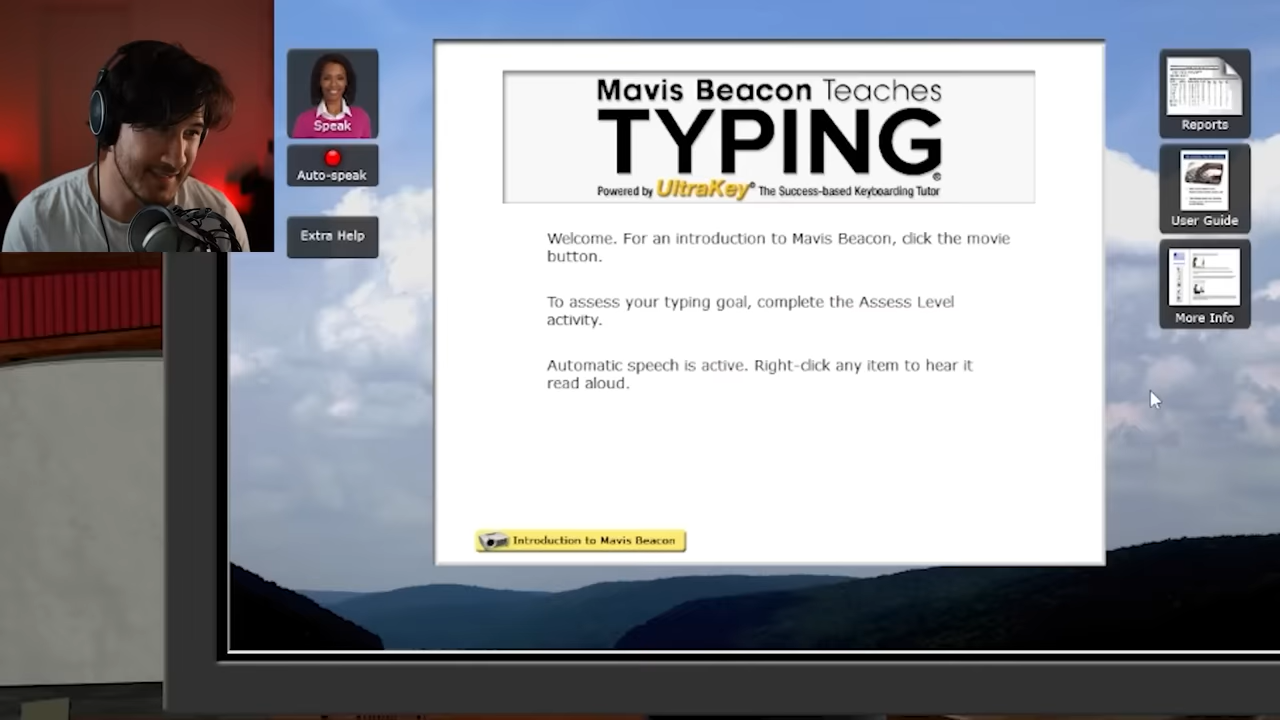 Speak
Auto-speak
Extra Help
Mavis Beacon Teaches
TYPING®
Powered by UltraKey® The Success-based Keyboarding Tutor
Welcome. For an introduction to Mavis Beacon, click the movie
button.
To assess your typing goal, complete the Assess Level
activity.
Automatic speech is active. Right-click any item to hear it
read aloud.
Introduction to Mavis Beacon
Reports
User Guide
More Info